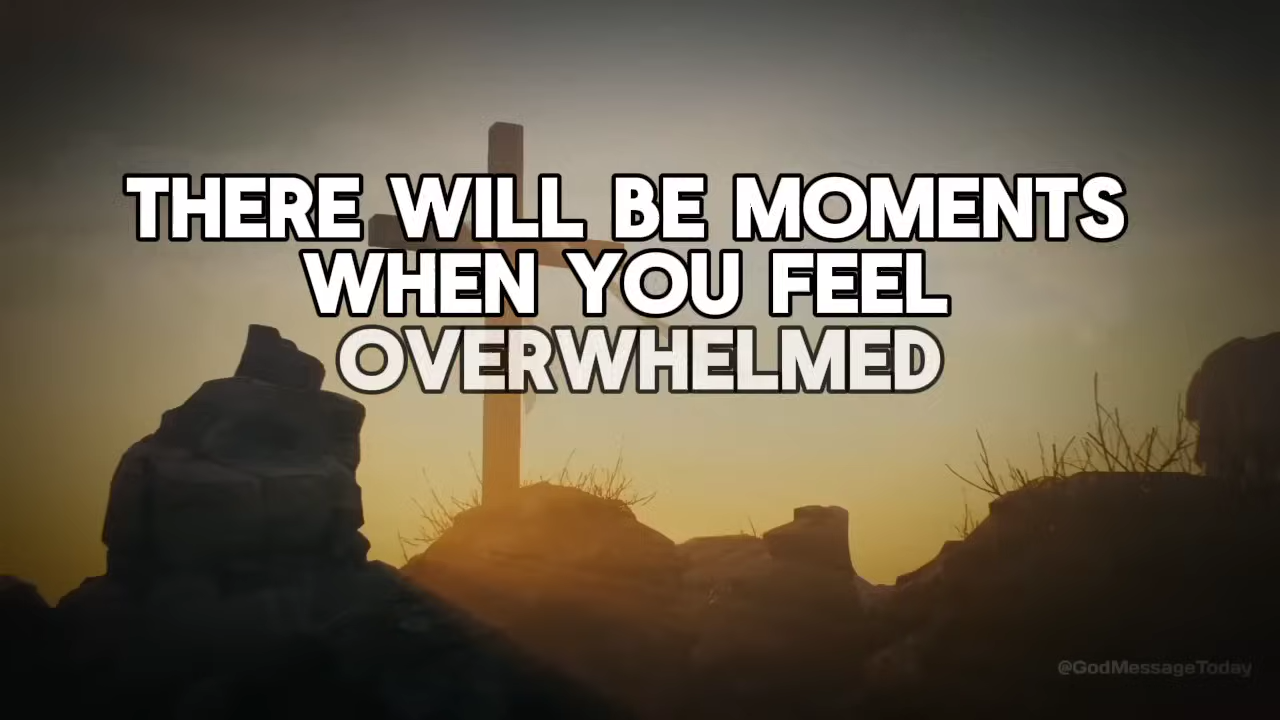 THERE WILL BE MOMENTS
WHEN YOU FEEL
OVERWHELMED
@GodMessageToday